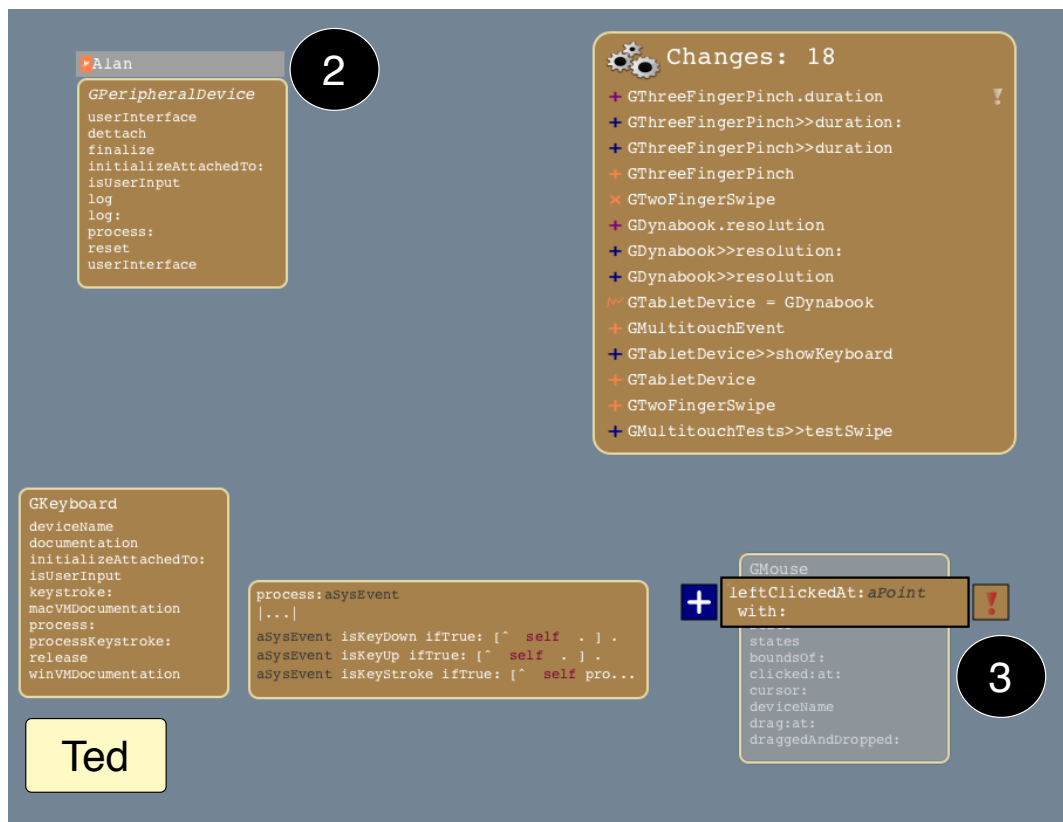 Alan
2
GPeripheralDevice
userInterface
dettach
finalize
initializeAttachedTo:
isUserInput
log
log:
process:
reset
userInterface
Changes: 18
+ GThreeFingerPinch.duration
+ GThreeFingerPinch>>duration:
+ GThreeFingerPinch>>duration
+ GThreeFingerPinch
× GTwoFingerSwipe
+ GDynabook.resolution
+ GDynabook>>resolution:
+ GDynabook>>resolution
GTabletDevice = GDynabook
+ GMultitouchEvent
+ GTabletDevice>>showKeyboard
+ GTabletDevice
+ GTwoFingerSwipe
+ GMultitouchTests>>testSwipe
GKeyboard
deviceName
documentation
initializeAttachedTo:
isUserInput
keystroke:
macVMDocumentation
process:
processKeystroke:
release
winVMDocumentation
process:aSysEvent
|...|
aSysEvent isKeyDown ifTrue: [^ self . ] .
aSysEvent isKeyUp ifTrue: [^ self . ] .
aSysEvent isKeyStroke ifTrue: [^ self pro...
GMouse
+ leftClickedAt:aPoint !
with:
states
boundsOf:
clicked:at:
cursor:
deviceName
drag:at:
draggedAndDropped:
3
Ted